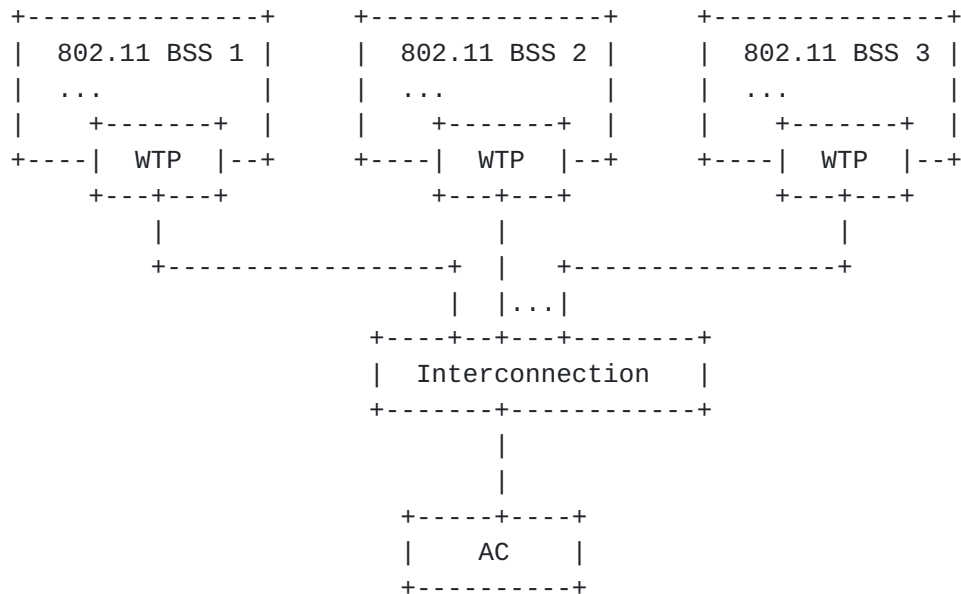 +---------------+     +---------------+     +---------------+
|  802.11 BSS 1 |     |  802.11 BSS 2 |     |  802.11 BSS 3 |
|  ...          |     |  ...          |     |  ...          |
|    +-------+  |     |    +-------+  |     |    +-------+  |
+----|  WTP  |--+     +----|  WTP  |--+     +----|  WTP  |--+
     +---+---+             +---+---+             +---+---+
         |                     |                     |
         +------------------+  |   +-----------------+
                            |  |...|
                       +----+--+---+--------+
                       |  Interconnection   |
                       +-------+------------+
                               |
                               |
                         +-----+----+
                         |    AC    |
                         +----------+